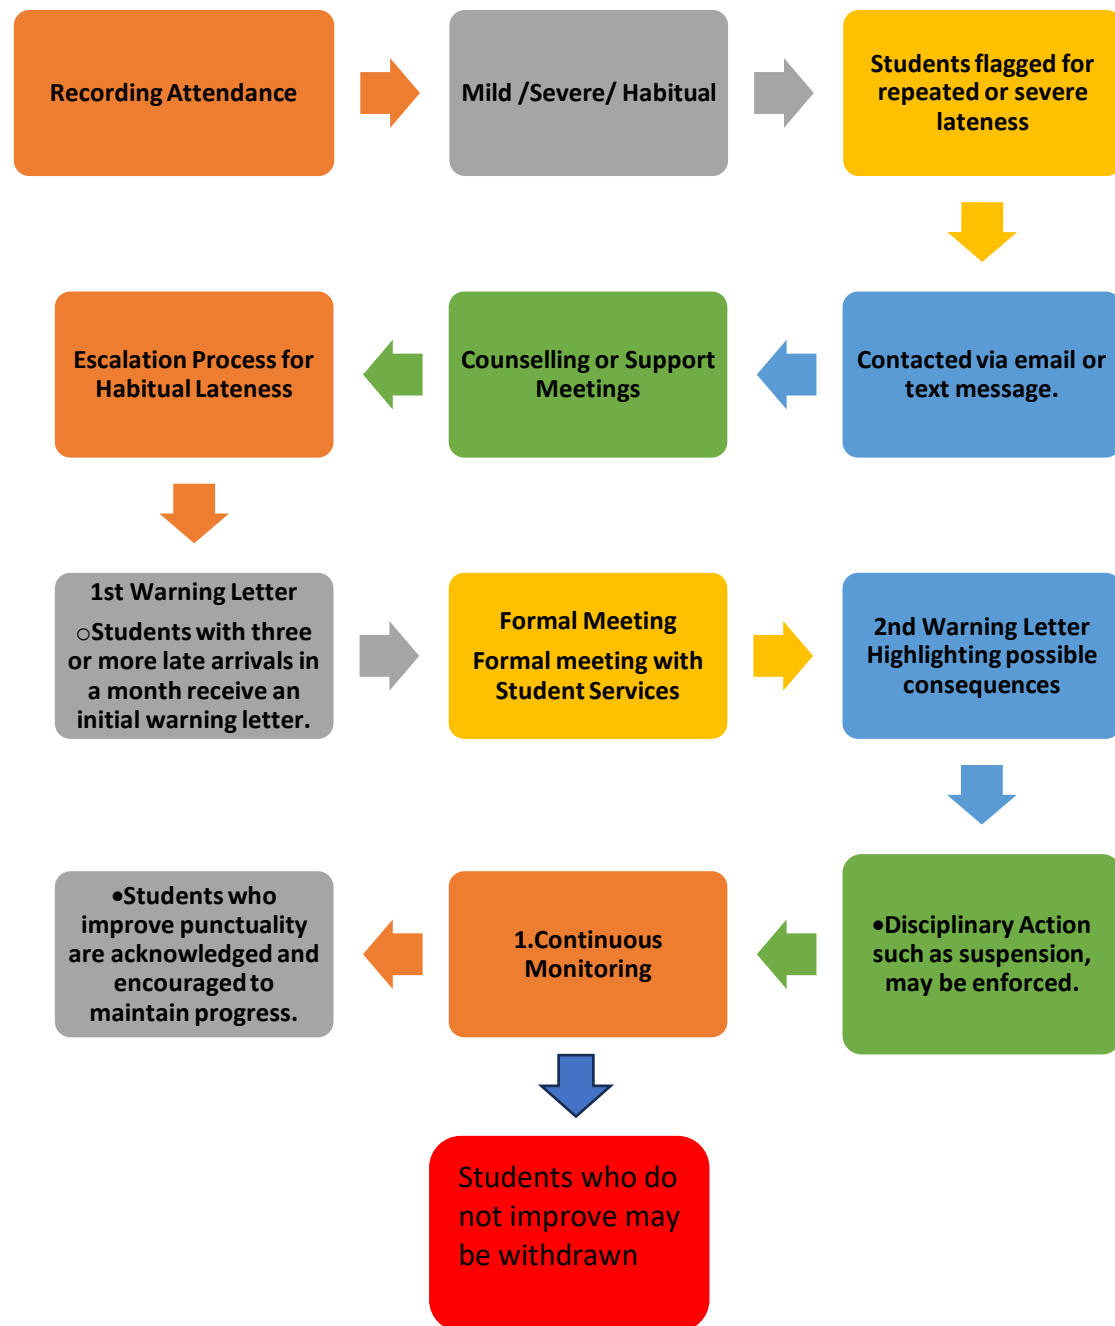 Recording Attendance
Mild /Severe/ Habitual
Students flagged for
repeated or severe
lateness
Contacted via email or
text message.
Counselling or Support
Meetings
Escalation Process for
Habitual Lateness
1st Warning Letter
oStudents with three
or more late arrivals in
a month receive an
initial warning letter.
Formal Meeting
Formal meeting with
Student Services
2nd Warning Letter
Highlighting possible
consequences
•Disciplinary Action
such as suspension,
may be enforced.
1.Continuous
Monitoring
•Students who
improve punctuality
are acknowledged and
encouraged to
maintain progress.
Students who do
not improve may
be withdrawn